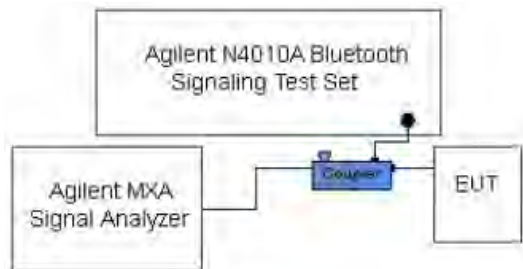 Agilent N4010A Bluetooth
Signaling Test Set
Coupler
Agilent MXA
Signal Analyzer
EUT